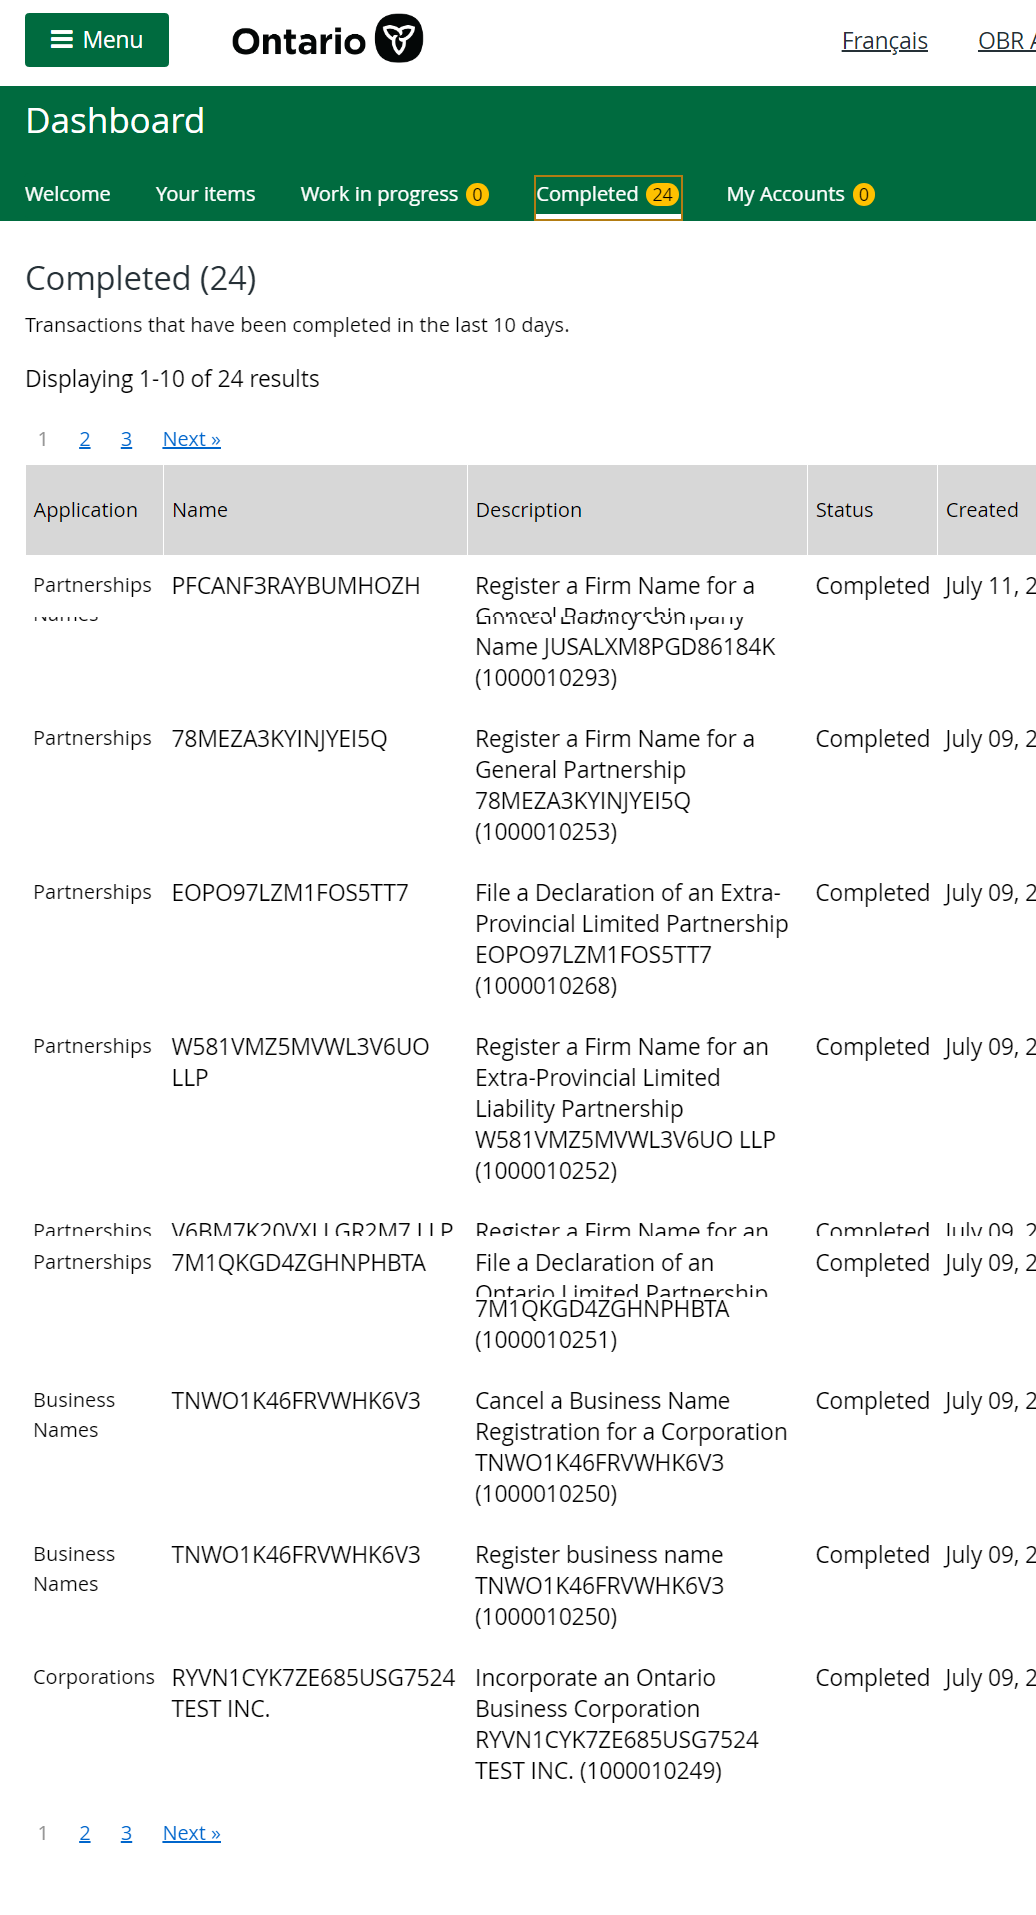 Menu
Ontario
Français
OBR
Dashboard
Welcome
Your items
Work in progress 0
Completed 24
My Accounts 0
Completed (24)
Transactions that have been completed in the last 10 days.
Displaying 1-10 of 24 results
1 2 3 Next »
Application Name Description Status Created
Partnerships PFCANF3RAYBUMHOZH Register a Firm Name for a Completed July 11, 2
Name JUSALXM8PGD86184K
(1000010293)
Partnerships 78MEZA3KYINJYEI5Q Register a Firm Name for a Completed July 09, 2
General Partnership
78MEZA3KYINJYEI5Q
(1000010253)
Partnerships EOPO97LZM1FOS5TT7 File a Declaration of an Extra- Completed July 09, 2
Provincial Limited Partnership
EOPO97LZM1FOS5TT7
(1000010268)
Partnerships W581VMZ5MVWL3V6UO Register a Firm Name for an Completed July 09, 2
LLP Extra-Provincial Limited
Liability Partnership
W581VMZ5MVWL3V6UO LLP
(1000010252)
Partnerships Register a Firm Name for an Completed July 09, 2
Partnerships 7M1QKGD4ZGHNPHBTA File a Declaration of an Completed July 09, 2
Ontario Limited Partnership
7M1QKGD4ZGHNPHBTA
(1000010251)
Business TNWO1K46FRVWHK6V3 Cancel a Business Name Completed July 09, 2
Names Registration for a Corporation
TNWO1K46FRVWHK6V3
(1000010250)
Business TNWO1K46FRVWHK6V3 Register business name Completed July 09, 2
Names TNWO1K46FRVWHK6V3
(1000010250)
Corporations RYVN1CYK7ZE685USG7524 Incorporate an Ontario Completed July 09, 2
TEST INC. Business Corporation
RYVN1CYK7ZE685USG7524
TEST INC. (1000010249)
1 2 3 Next »